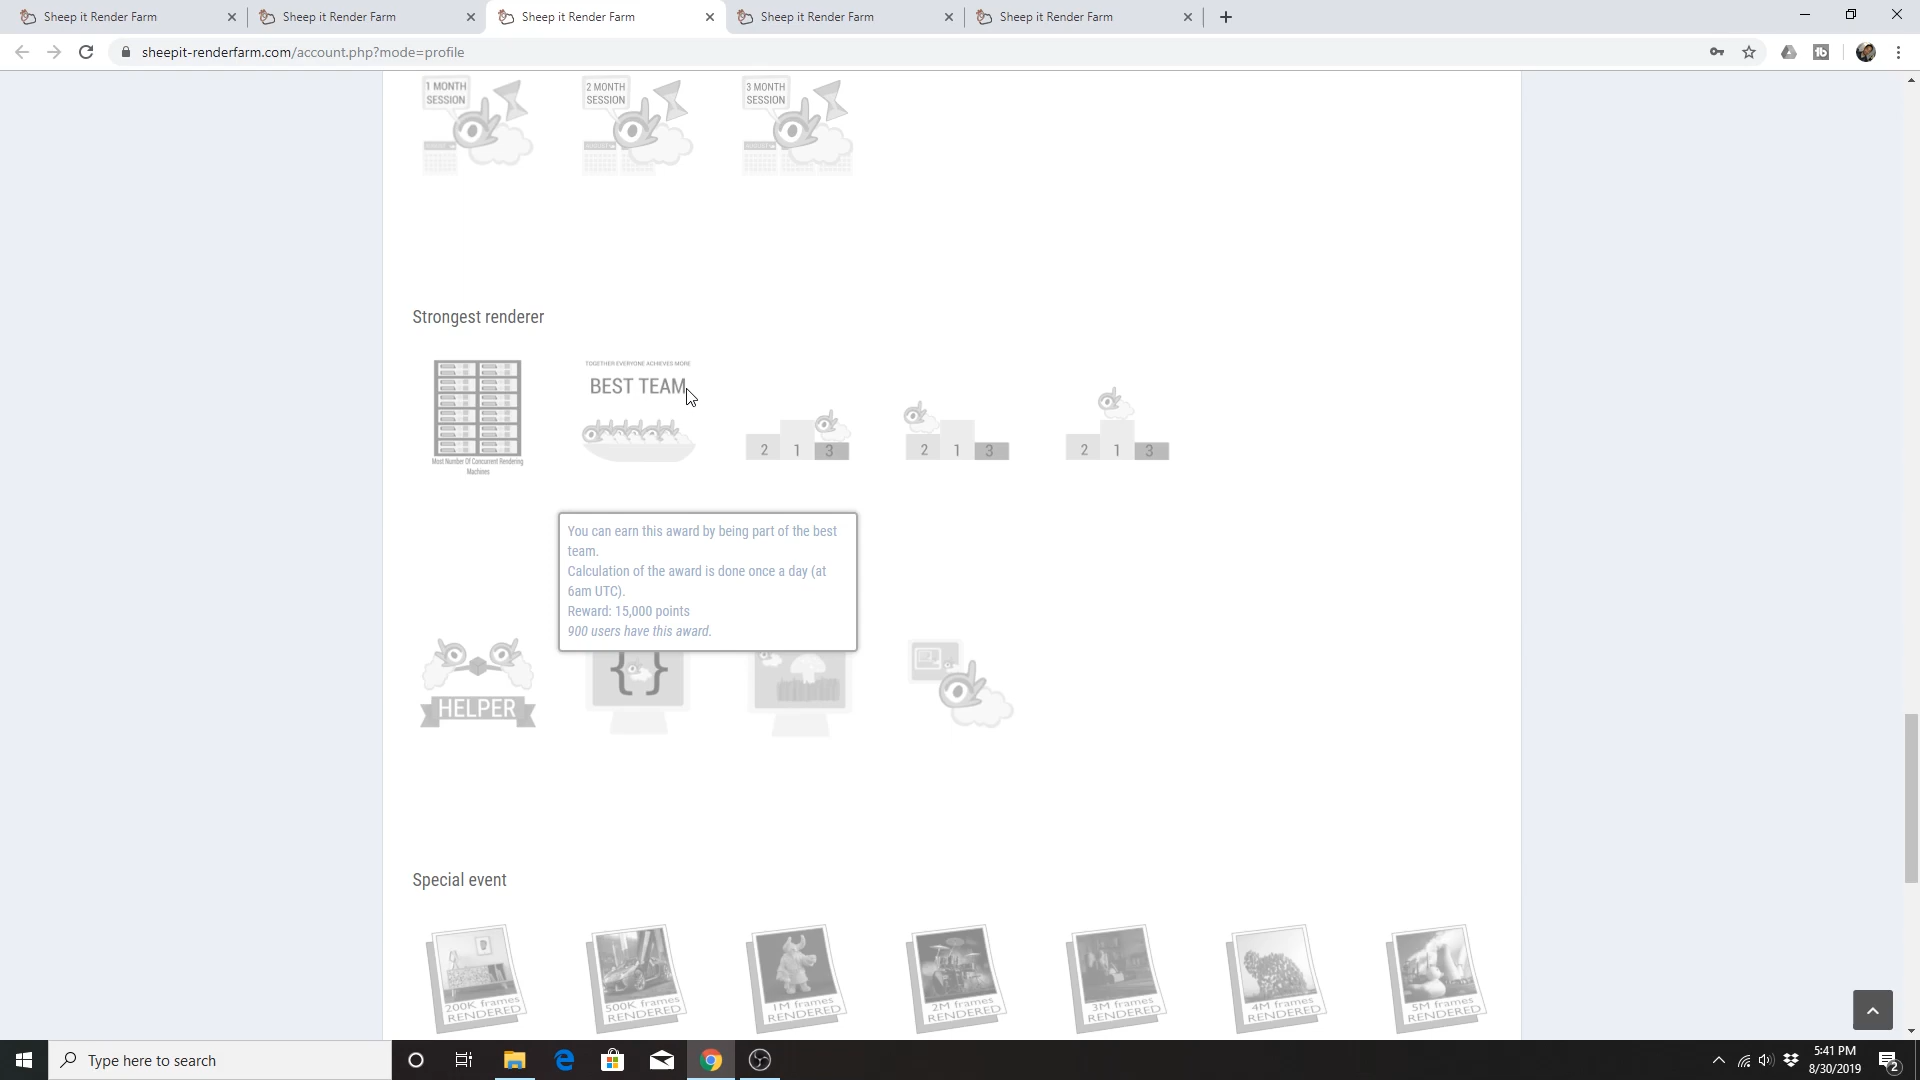 Sheep it Render Farm
Sheep it Render Farm
Sheep it Render Farm
Sheep it Render Farm
Sheep it Render Farm
sheepit-renderfarm.com/account.php?mode=profile
1 MONTH
SESSION
2 MONTH
SESSION
3 MONTH
SESSION
Strongest renderer
Most Number Of Concurrent Rendering
Machines
TOGETHER EVERYONE ACHIEVES MORE
BEST TEAM
2 1 3
2 1 3
2 1 3
You can earn this award by being part of the best
team.
Calculation of the award is done once a day (at
6am UTC).
Reward: 15,000 points
900 users have this award.
HELPER
{ }
Special event
200K frames
RENDERED
500K frames
RENDERED
1M frames
RENDERED
2M frames
RENDERED
3M frames
RENDERED
4M frames
RENDERED
5M frames
RENDERED
Type here to search
5:41 PM
8/30/2019
2